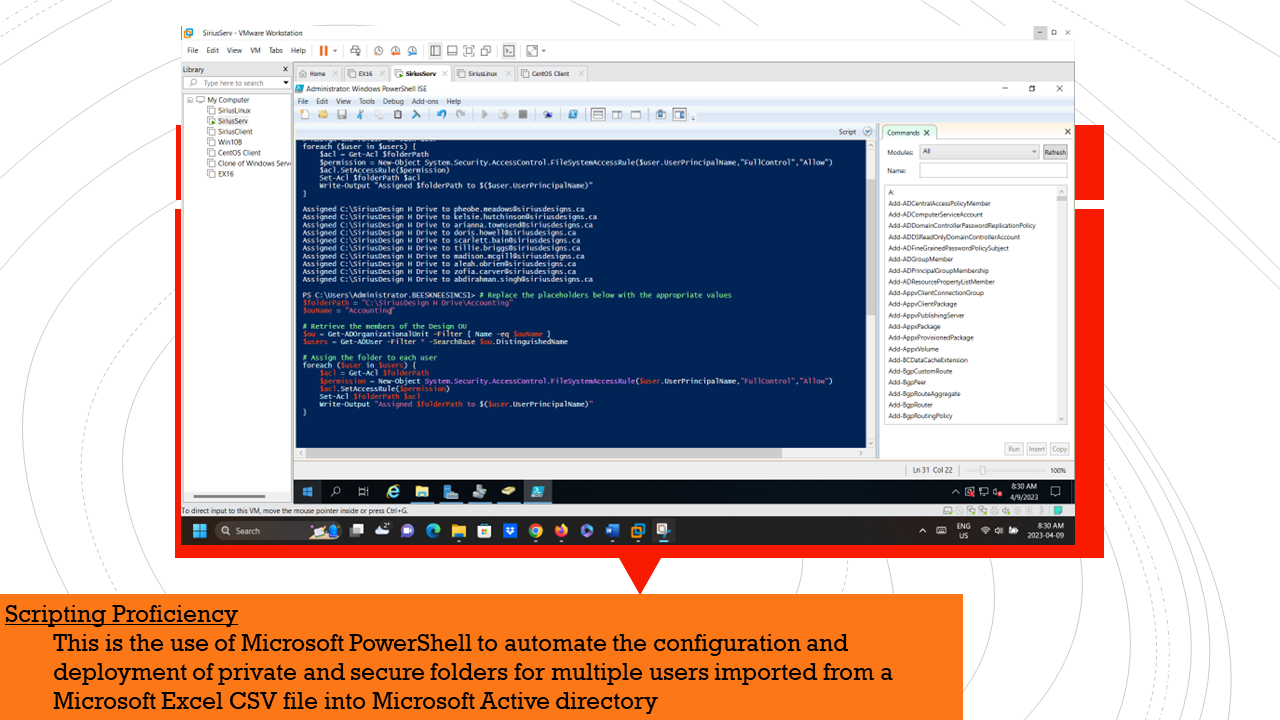 SiriusServ - VMware Workstation
File Edit View VM Tabs Help
Library
Type here to search
My Computer
SiriusLinux
SiriusServ
SiriusClient
Win10B
CentOS Client
Clone of Windows Serv
EX16
Home EX16 SiriusServ SiriusLinux CentOS Client
Administrator: Windows PowerShell ISE
File Edit View Tools Debug Add-ons Help
Script
foreach ($user in $users) {
$acl = Get-Acl $folderPath
$permission = New-Object System.Security.AccessControl.FileSystemAccessRule($user.UserPrincipalName,"FullControl","Allow")
$acl.SetAccessRule($permission)
Set-Acl $folderPath $acl
Write-Output "Assigned $folderPath to $($user.UserPrincipalName)"
}
Assigned C:\SiriusDesign H Drive to pheobe.meadows@siriusdesigns.ca
Assigned C:\SiriusDesign H Drive to kelsie.hutchinson@siriusdesigns.ca
Assigned C:\SiriusDesign H Drive to arianna.townsend@siriusdesigns.ca
Assigned C:\SiriusDesign H Drive to doris.howell@siriusdesigns.ca
Assigned C:\SiriusDesign H Drive to scarlett.bain@siriusdesigns.ca
Assigned C:\SiriusDesign H Drive to tillie.briggs@siriusdesigns.ca
Assigned C:\SiriusDesign H Drive to madison.mcgill@siriusdesigns.ca
Assigned C:\SiriusDesign H Drive to aleah.obrien@siriusdesigns.ca
Assigned C:\SiriusDesign H Drive to zofia.carver@siriusdesigns.ca
Assigned C:\SiriusDesign H Drive to abdirahman.singh@siriusdesigns.ca
PS C:\Users\Administrator.BEESKNEESINCS1> # Replace the placeholders below with the appropriate values
$folderPath = "C:\SiriusDesign H Drive\Accounting"
$ouName = "Accounting"
# Retrieve the members of the Design OU
$ou = Get-ADOrganizationalUnit -Filter { Name -eq $ouName }
$users = Get-ADUser -Filter * -SearchBase $ou.DistinguishedName
# Assign the folder to each user
foreach ($user in $users) {
$acl = Get-Acl $folderPath
$permission = New-Object System.Security.AccessControl.FileSystemAccessRule($user.UserPrincipalName,"FullControl","Allow")
$acl.SetAccessRule($permission)
Set-Acl $folderPath $acl
Write-Output "Assigned $folderPath to $($user.UserPrincipalName)"
}
Commands
Modules: All Refresh
Name:
A:
Add-ADCentralAccessPolicyMember
Add-ADComputerServiceAccount
Add-ADDomainControllerPasswordReplicationPolicy
Add-ADDSReadOnlyDomainControllerAccount
Add-ADFineGrainedPasswordPolicySubject
Add-ADGroupMember
Add-ADPrincipalGroupMembership
Add-ADResourcePropertyListMember
Add-AppvClientConnectionGroup
Add-AppvClientPackage
Add-AppvPublishingServer
Add-AppxPackage
Add-AppxProvisionedPackage
Add-AppxVolume
Add-BCDataCacheExtension
Add-BgpCustomRoute
Add-BgpPeer
Add-BgpRouteAggregate
Add-BgpRouter
Add-BgpRoutingPolicy
Run Insert Copy
Ln 31 Col 22 100%
8:30 AM
4/9/2023
To direct input to this VM, move the mouse pointer inside or press Ctrl+G.
Search
ENG
US
8:30 AM
2023-04-09
Scripting Proficiency
This is the use of Microsoft PowerShell to automate the configuration and
deployment of private and secure folders for multiple users imported from a
Microsoft Excel CSV file into Microsoft Active directory